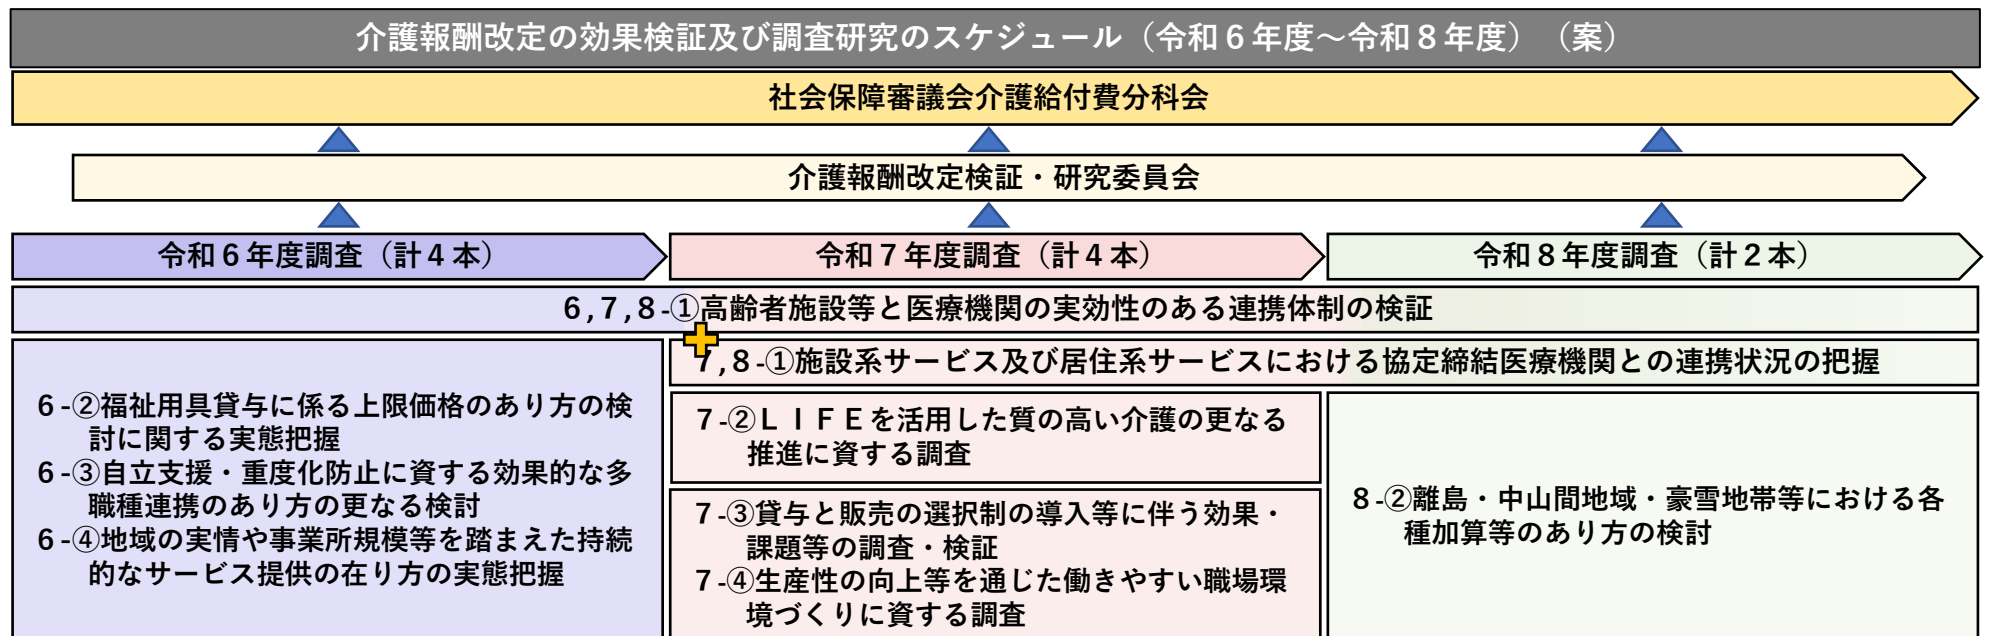 介護報酬改定の効果検証及び調査研究のスケジュール（令和６年度～令和８年度）（案）
社会保障審議会介護給付費分科会
介護報酬改定検証・研究委員会
令和６年度調査（計４本）
令和７年度調査（計４本）
令和８年度調査（計２本）
６,７,８-①高齢者施設等と医療機関の実効性のある連携体制の検証
７,８-①施設系サービス及び居住系サービスにおける協定締結医療機関との連携状況の把握
６-②福祉用具貸与に係る上限価格のあり方の検
討に関する実態把握
６-③自立支援・重度化防止に資する効果的な多
職種連携のあり方の更なる検討
６-④地域の実情や事業所規模等を踏まえた持続
的なサービス提供の在り方の実態把握
７-②ＬＩＦＥを活用した質の高い介護の更なる
推進に資する調査
７-③貸与と販売の選択制の導入等に伴う効果・
課題等の調査・検証
７-④生産性の向上等を通じた働きやすい職場環
境づくりに資する調査
８-②離島・中山間地域・豪雪地帯等における各
種加算等のあり方の検討